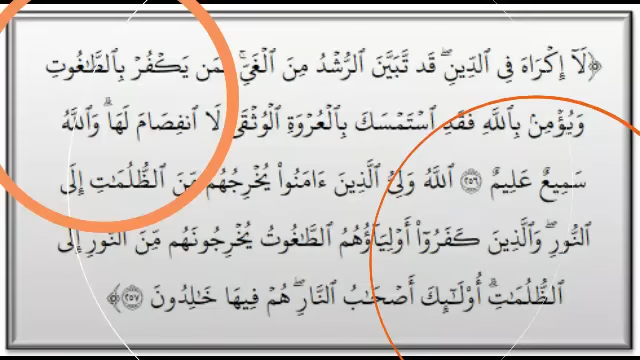 ﴿لَآ إِكۡرَاهَ فِي ٱلدِّينِۖ قَد تَّبَيَّنَ ٱلرُّشۡدُ مِنَ ٱلۡغَيِّۚ فَمَن يَكۡفُرۡ بِٱلطَّـٰغُوتِ
وَيُؤۡمِنۢ بِٱللَّهِ فَقَدِ ٱسۡتَمۡسَكَ بِٱلۡعُرۡوَةِ ٱلۡوُثۡقَىٰ لَا ٱنفِصَامَ لَهَاۗ وَٱللَّهُ
سَمِيعٌ عَلِيمٌ ۝٢٥٦ ٱللَّهُ وَلِيُّ ٱلَّذِينَ ءَامَنُواْ يُخۡرِجُهُم مِّنَ ٱلظُّلُمَـٰتِ إِلَى
ٱلنُّورِۖ وَٱلَّذِينَ كَفَرُوٓاْ أَوۡلِيَآؤُهُمُ ٱلطَّـٰغُوتُ يُخۡرِجُونَهُم مِّنَ ٱلنُّورِ إِلَى
ٱلظُّلُمَـٰتِۗ أُوْلَـٰٓئِكَ أَصۡحَـٰبُ ٱلنَّارِۖ هُمۡ فِيهَا خَـٰلِدُونَ ۝٢٥٧﴾